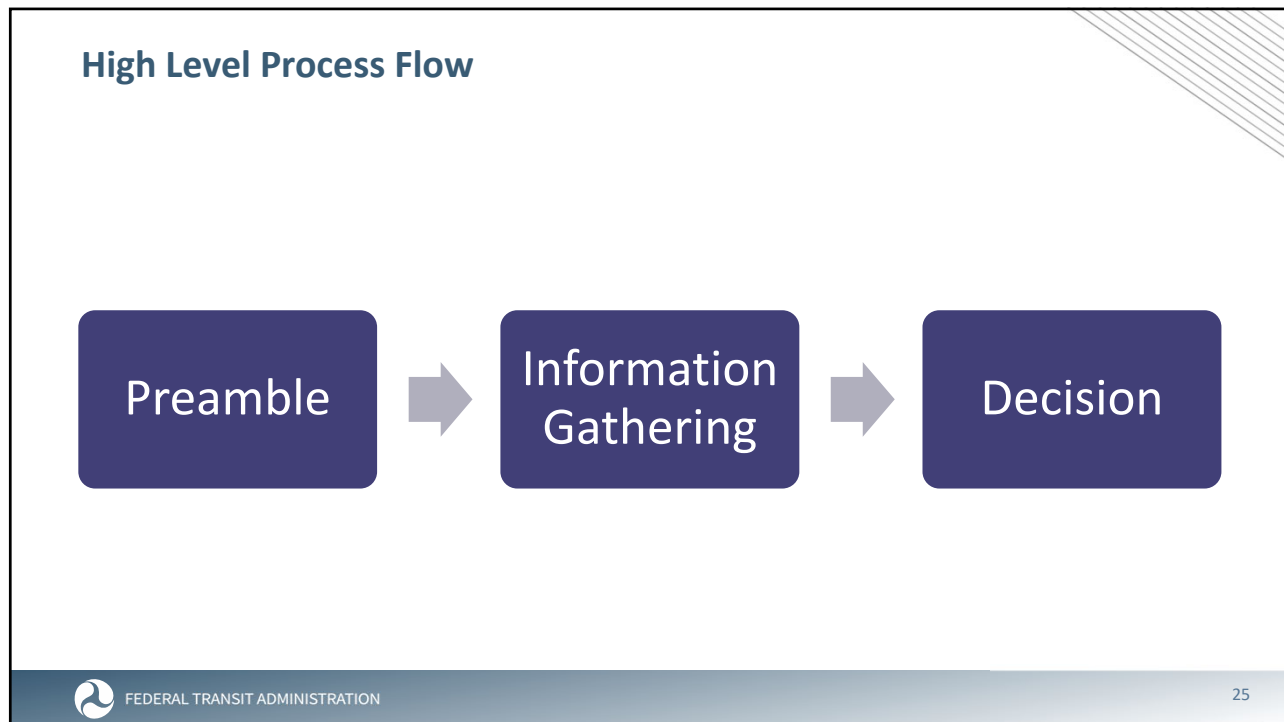 High Level Process Flow
Preamble
Information
Gathering
Decision
FEDERAL TRANSIT ADMINISTRATION
25